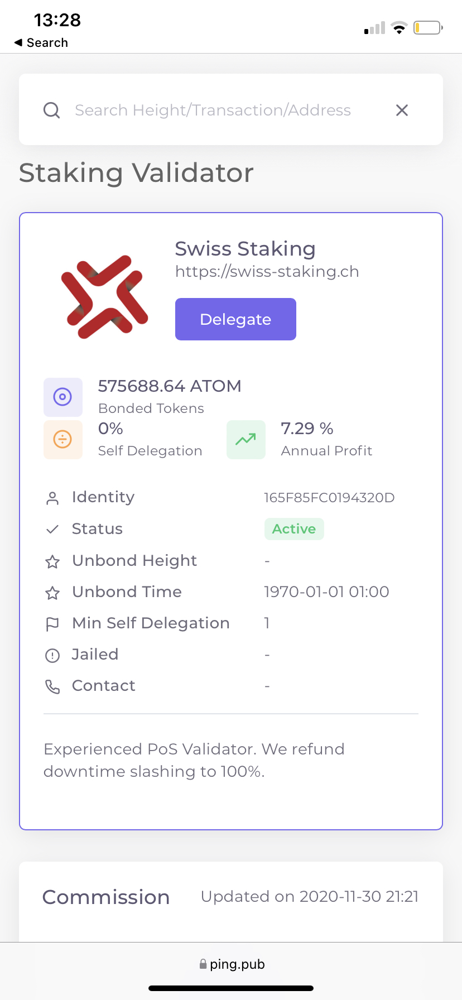 13:28
◀ Search
Search Height/Transaction/Address
Staking Validator
Swiss Staking
https://swiss-staking.ch
Delegate
575688.64 ATOM
Bonded Tokens
0%
Self Delegation
7.29 %
Annual Profit
Identity 165F85FC0194320D
Status Active
Unbond Height -
Unbond Time 1970-01-01 01:00
Min Self Delegation 1
Jailed -
Contact -
Experienced PoS Validator. We refund
downtime slashing to 100%.
Commission Updated on 2020-11-30 21:21
ping.pub